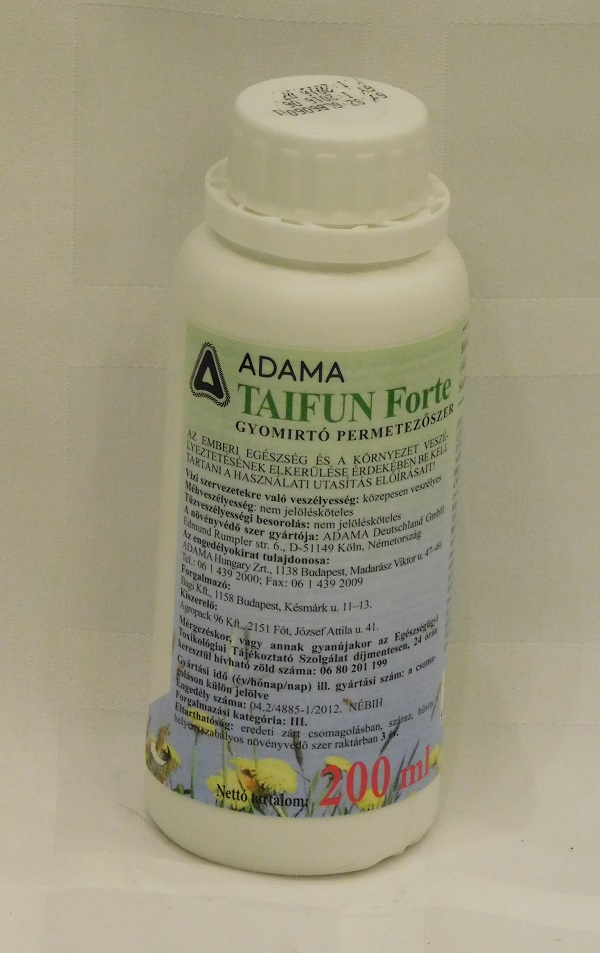 ADAMA
TAIFUN Forte
GYOMIRTÓ PERMETEZŐSZER
AZ EMBERI EGÉSZSÉG ÉS A KÖRNYEZET VESZÉ-
LYEZTETÉSÉNEK ELKERÜLÉSE ÉRDEKÉBEN BE KELL
TARTANI A HASZNÁLATI UTASÍTÁS ELŐÍRÁSAIT!
Vízi szervezetekre való veszélyesség: közepesen veszélyes
Méhveszélyesség: nem jelölésköteles
Tűzveszélyességi besorolás: nem jelölésköteles
A növényvédő szer gyártója: ADAMA Deutschland GmbH
Edmund Rumpler str. 6., D-51149 Köln, Németország
Az engedélyokirat tulajdonosa:
ADAMA Hungary Zrt., 1138 Budapest, Madarász Viktor u. 47-49.
Tel.: 06 1 439 2000; Fax: 06 1 439 2009
Forgalmazó:
Bagi Kft., 1158 Budapest, Késmárk u. 11–13.
Kiszerelő:
Agropack 96 Kft., 2151 Fót, József Attila u. 41.
Mérgezéskor, vagy annak gyanújakor az Egészségügyi
Toxikológiai Tájékoztató Szolgálat díjmentesen, 24 órán
keresztül hívható zöld száma: 06 80 201 199
Gyártási idő (év/hónap/nap) ill. gyártási szám: a csoma-
goláson külön jelölve
Engedély száma: 04.2/4885-1/2012. NÉBIH
Forgalmazási kategória: III.
Eltarthatóság: eredeti zárt csomagolásban, száraz, hűvös
helyen, szabályos növényvédő szer raktárban 3 év.
Nettó tartalom: 200 ml